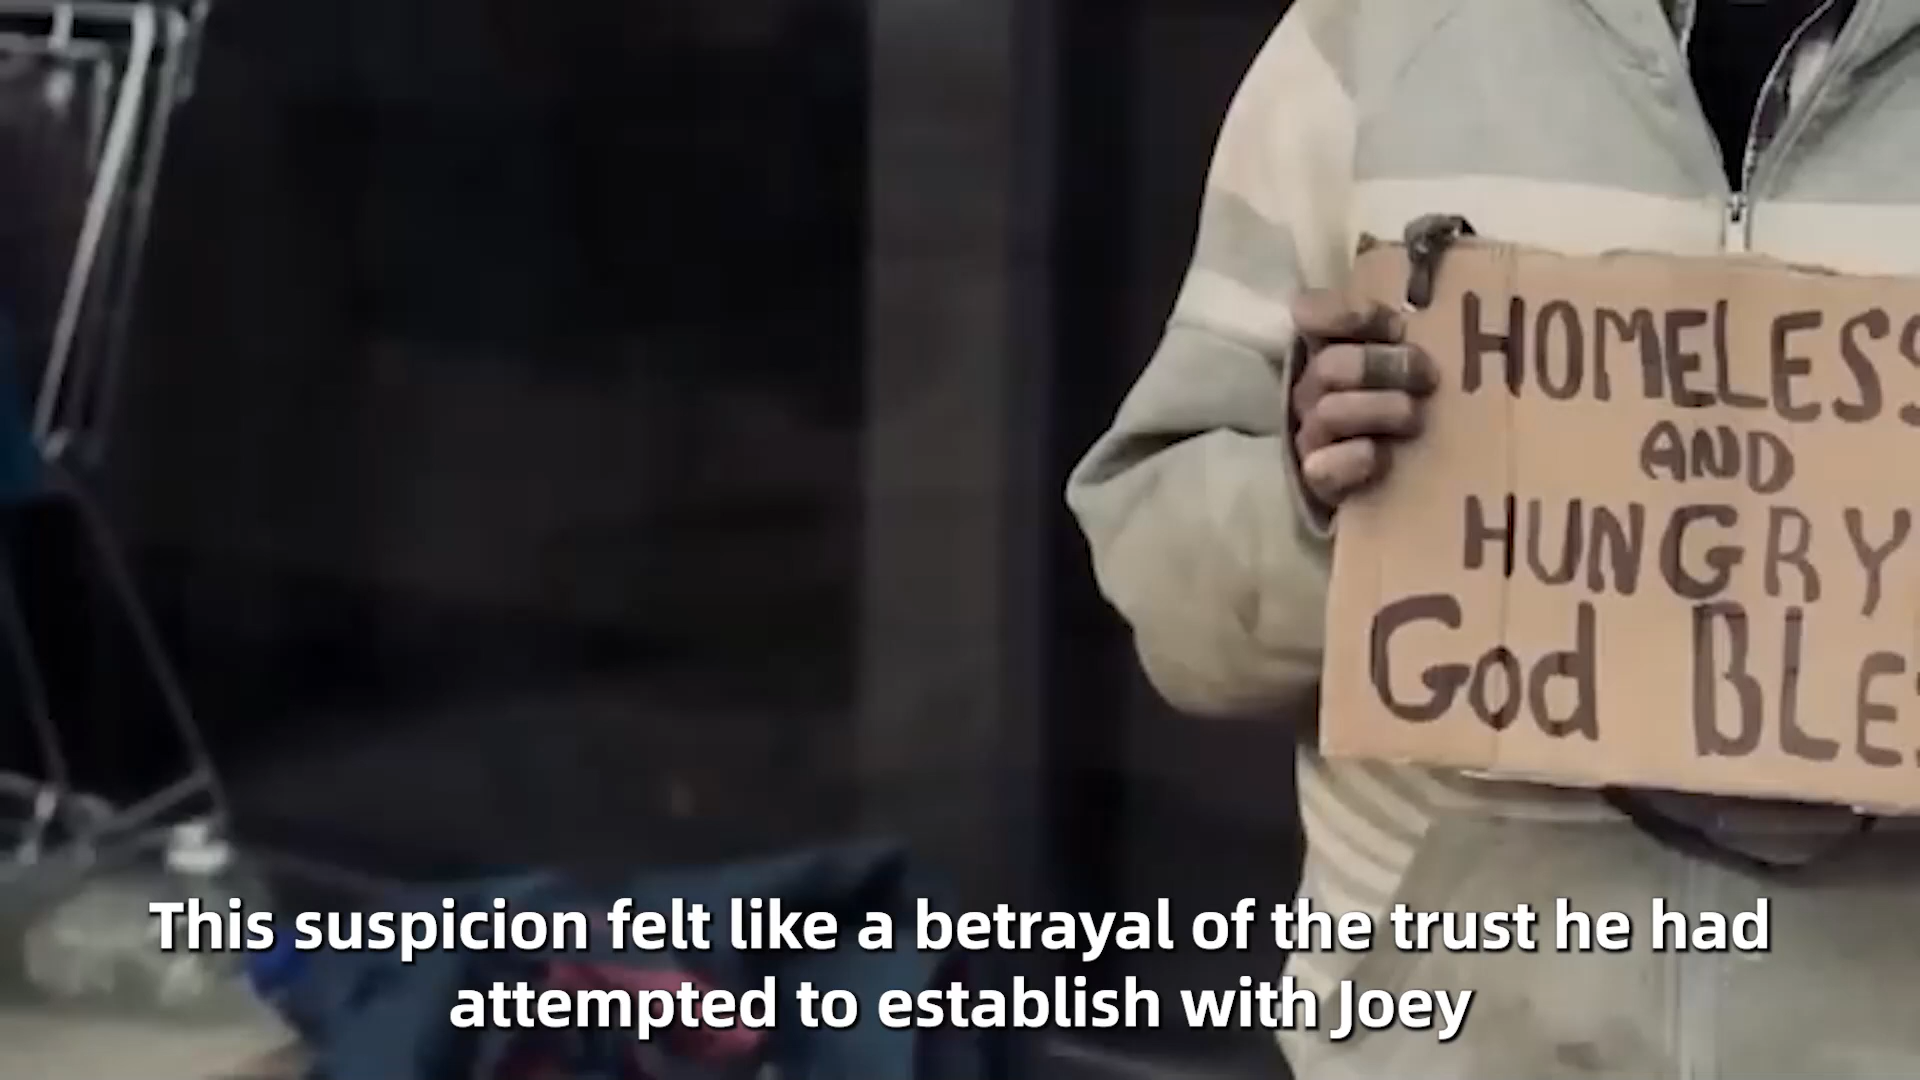 HOMELESS
AND
HUNGRY
God BLES
This suspicion felt like a betrayal of the trust he had
attempted to establish with Joey